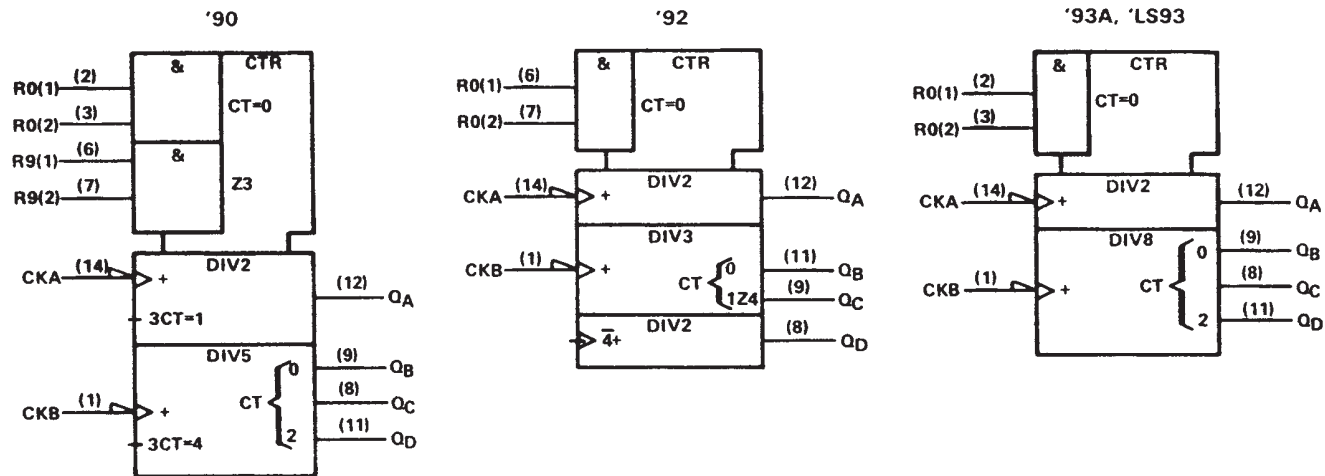 '90
& CTR
R0(1) (2)
CT=0
R0(2) (3)
R9(1) (6)
&
Z3
R9(2) (7)
DIV2
CKA (14) +
(12) QA
3CT=1
DIV5
0 (9) QB
CKB (1) + CT (8) QC
2 (11) QD
3CT=4
'92
& CTR
R0(1) (6)
CT=0
R0(2) (7)
DIV2
CKA (14) + (12) QA
DIV3
CKB (1) + 0 (11) QB
CT
1Z4 (9) QC
DIV2
4̅+ (8) QD
'93A, 'LS93
& CTR
R0(1) (2)
CT=0
R0(2) (3)
DIV2
CKA (14) + (12) QA
DIV8
0 (9) QB
CKB (1) + CT (8) QC
2 (11) QD